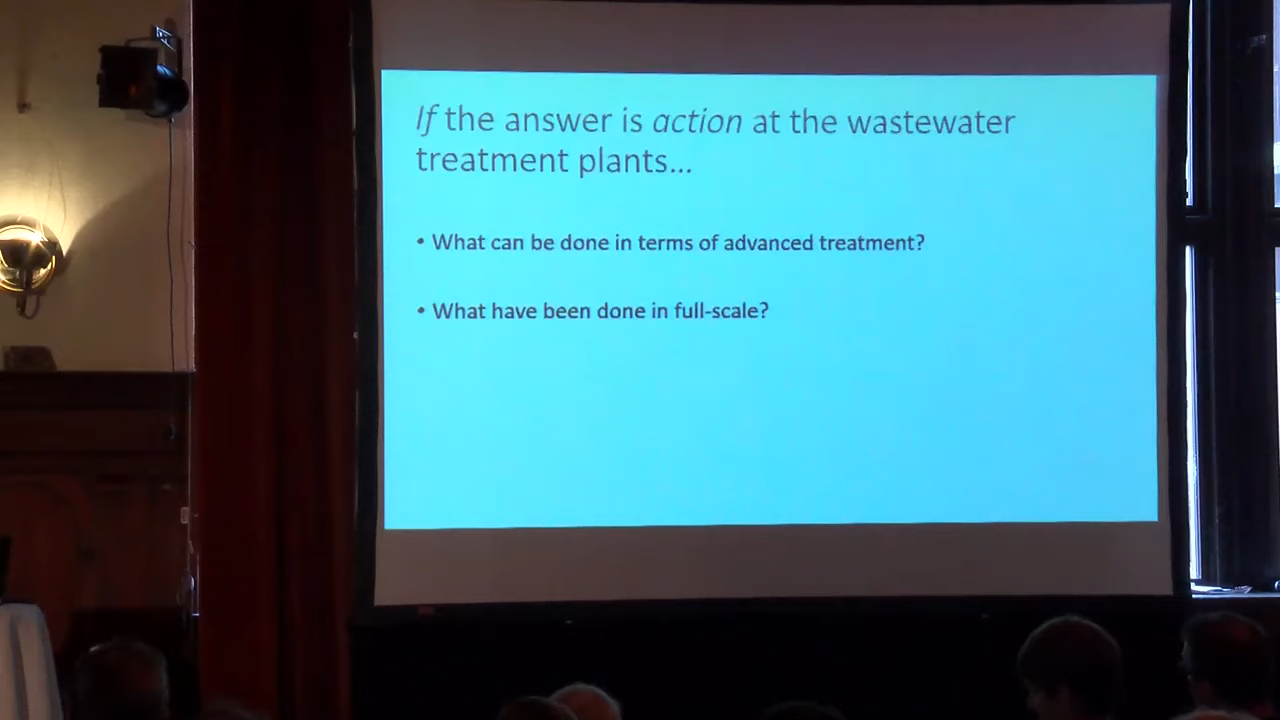 If the answer is action at the wastewater
treatment plants...
• What can be done in terms of advanced treatment?
• What have been done in full-scale?